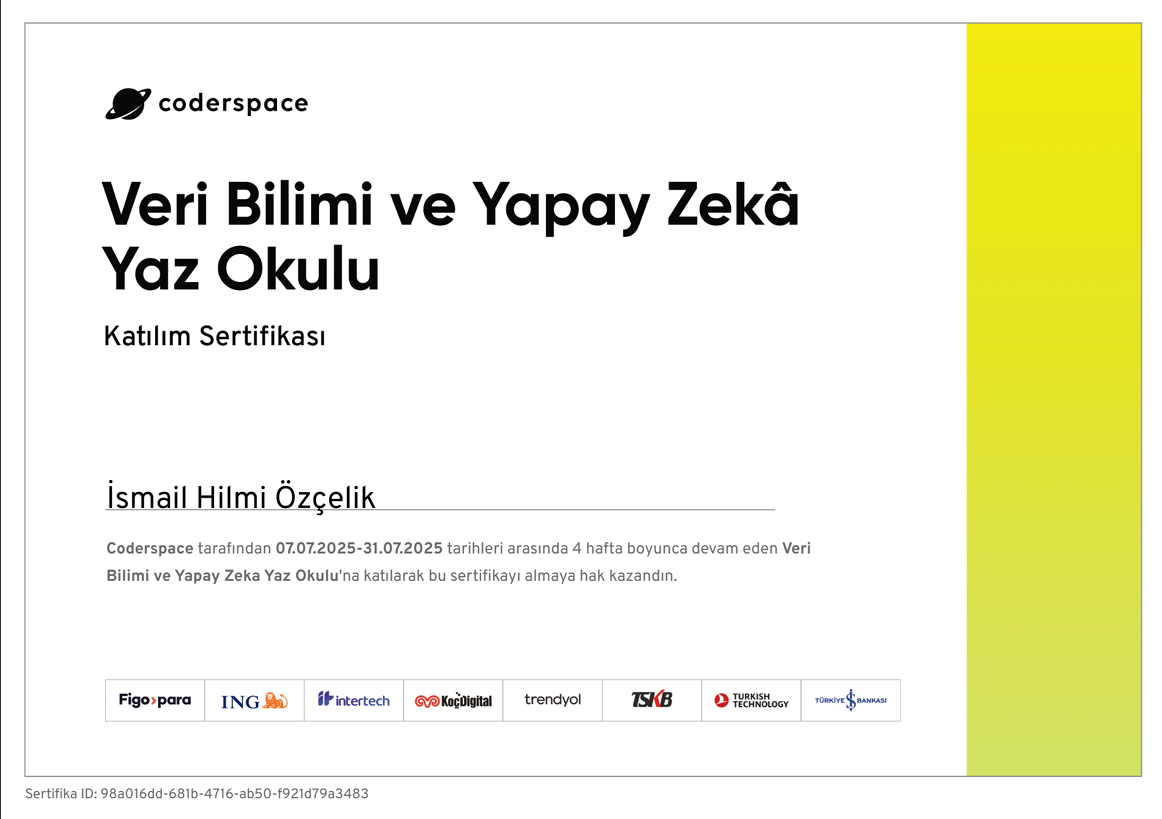 coderspace
Veri Bilimi ve Yapay Zekâ
Yaz Okulu
Katılım Sertifikası
İsmail Hilmi Özçelik
Coderspace tarafından 07.07.2025-31.07.2025 tarihleri arasında 4 hafta boyunca devam eden Veri
Bilimi ve Yapay Zeka Yaz Okulu'na katılarak bu sertifikayı almaya hak kazandın.
Figopara
ING
intertech
KoçDigital
trendyol
TSKB
TURKISH
TECHNOLOGY
TÜRKİYE İŞ BANKASI
Sertifika ID: 98a016dd-681b-4716-ab50-f921d79a3483